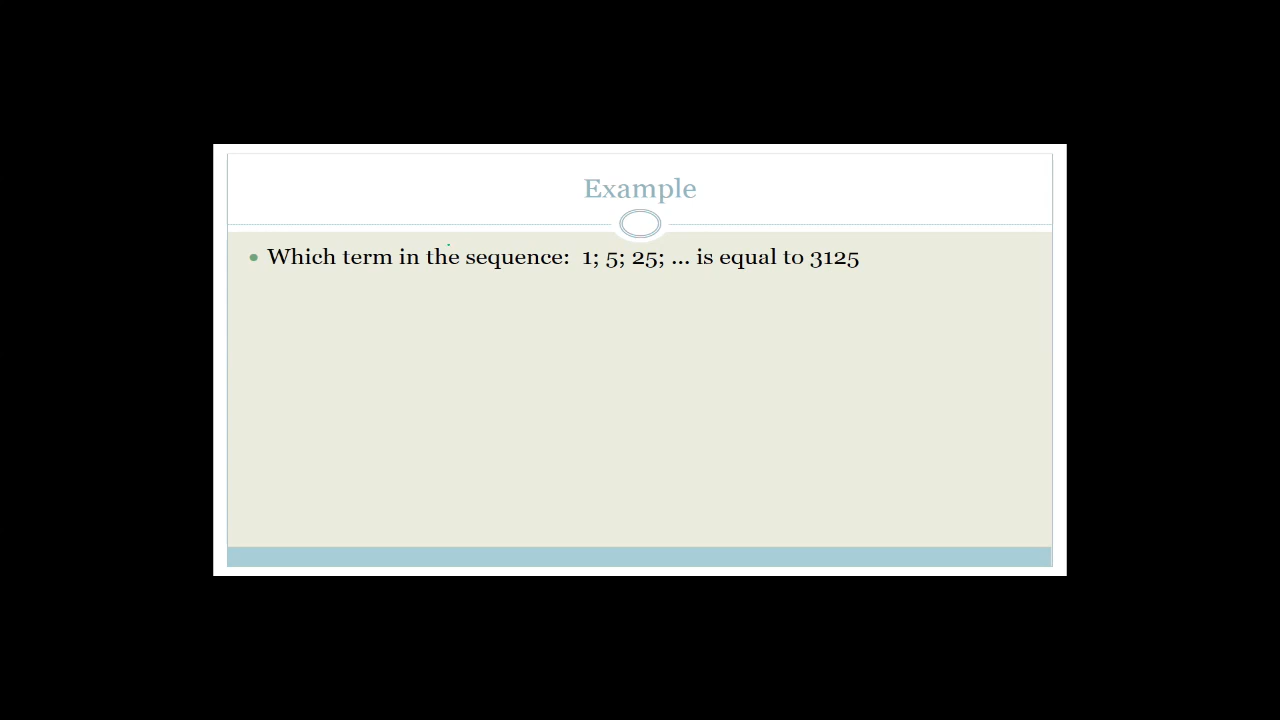 Example
• Which term in the sequence: 1; 5; 25; ... is equal to 3125